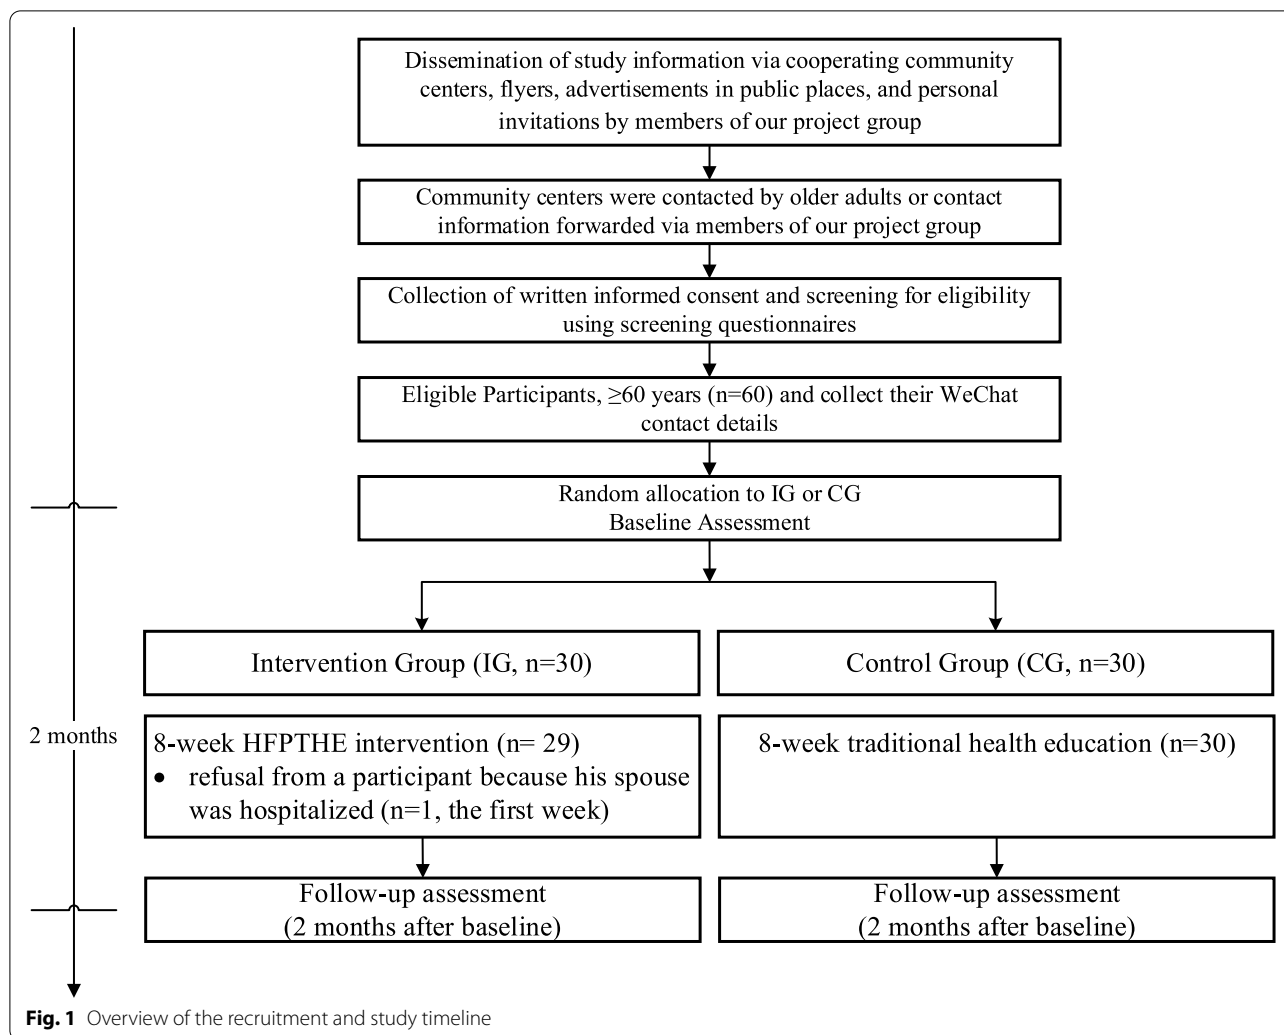 Dissemination of study information via cooperating community
centers, flyers, advertisements in public places, and personal
invitations by members of our project group
Community centers were contacted by older adults or contact
information forwarded via members of our project group
Collection of written informed consent and screening for eligibility
using screening questionnaires
Eligible Participants, ≥60 years (n=60) and collect their WeChat
contact details
Random allocation to IG or CG
Baseline Assessment
Intervention Group (IG, n=30)
Control Group (CG, n=30)
2 months
8-week HFPTHE intervention (n= 29)
• refusal from a participant because his spouse
was hospitalized (n=1, the first week)
8-week traditional health education (n=30)
Follow-up assessment
(2 months after baseline)
Follow-up assessment
(2 months after baseline)
Fig. 1 Overview of the recruitment and study timeline